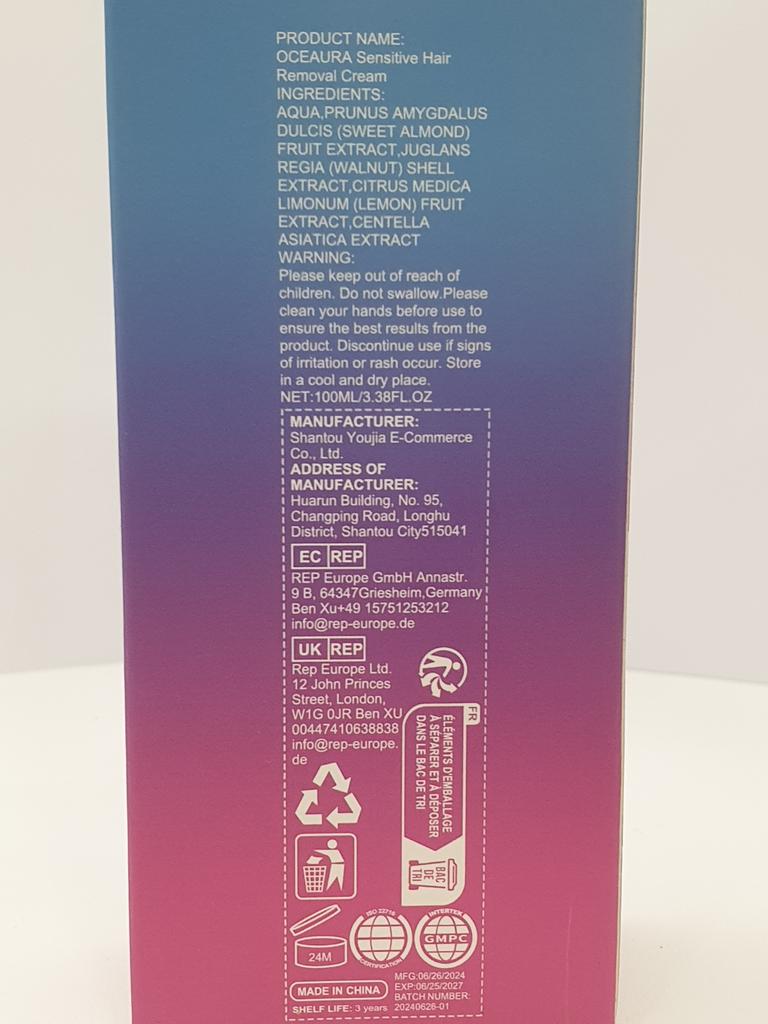 PRODUCT NAME:
OCEAURA Sensitive Hair
Removal Cream
INGREDIENTS:
AQUA,PRUNUS AMYGDALUS
DULCIS (SWEET ALMOND)
FRUIT EXTRACT,JUGLANS
REGIA (WALNUT) SHELL
EXTRACT,CITRUS MEDICA
LIMONUM (LEMON) FRUIT
EXTRACT,CENTELLA
ASIATICA EXTRACT
WARNING:
Please keep out of reach of
children. Do not swallow.Please
clean your hands before use to
ensure the best results from the
product. Discontinue use if signs
of irritation or rash occur. Store
in a cool and dry place.
NET:100ML/3.38FL.OZ
MANUFACTURER:
Shantou Youjia E-Commerce
Co., Ltd.
ADDRESS OF
MANUFACTURER:
Huarun Building, No. 95,
Changping Road, Longhu
District, Shantou City515041
EC REP
REP Europe GmbH Annastr.
9 B, 64347Griesheim,Germany
Ben Xu+49 15751253212
info@rep-europe.de
UK REP
Rep Europe Ltd.
12 John Princes
Street, London,
W1G 0JR Ben XU
00447410638838
info@rep-europe.
de
FR
ÉLÉMENTS D'EMBALLAGE
À SÉPARER ET À DÉPOSER
DANS LE BAC DE TRI
BAC
DE
TRI
24M
ISO 22716
CERTIFICATION
INTERTEK
GMPC
MADE IN CHINA
SHELF LIFE: 3 years
MFG:06/26/2024
EXP:06/25/2027
BATCH NUMBER:
20240626-01